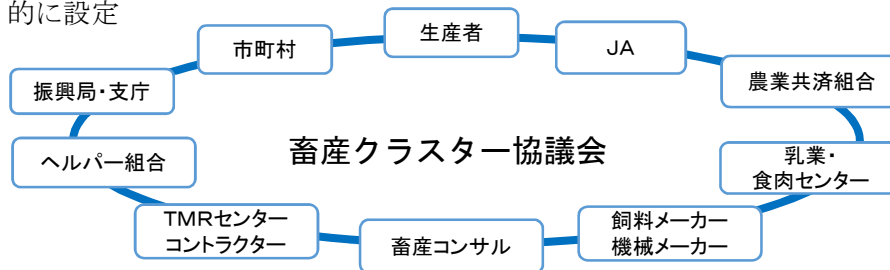 的に設定
生産者
市町村
JA
振興局・支庁
農業共済組合
畜産クラスター協議会
ヘルパー組合
乳業・
食肉センター
TMRセンター
コントラクター
畜産コンサル
飼料メーカー
機械メーカー